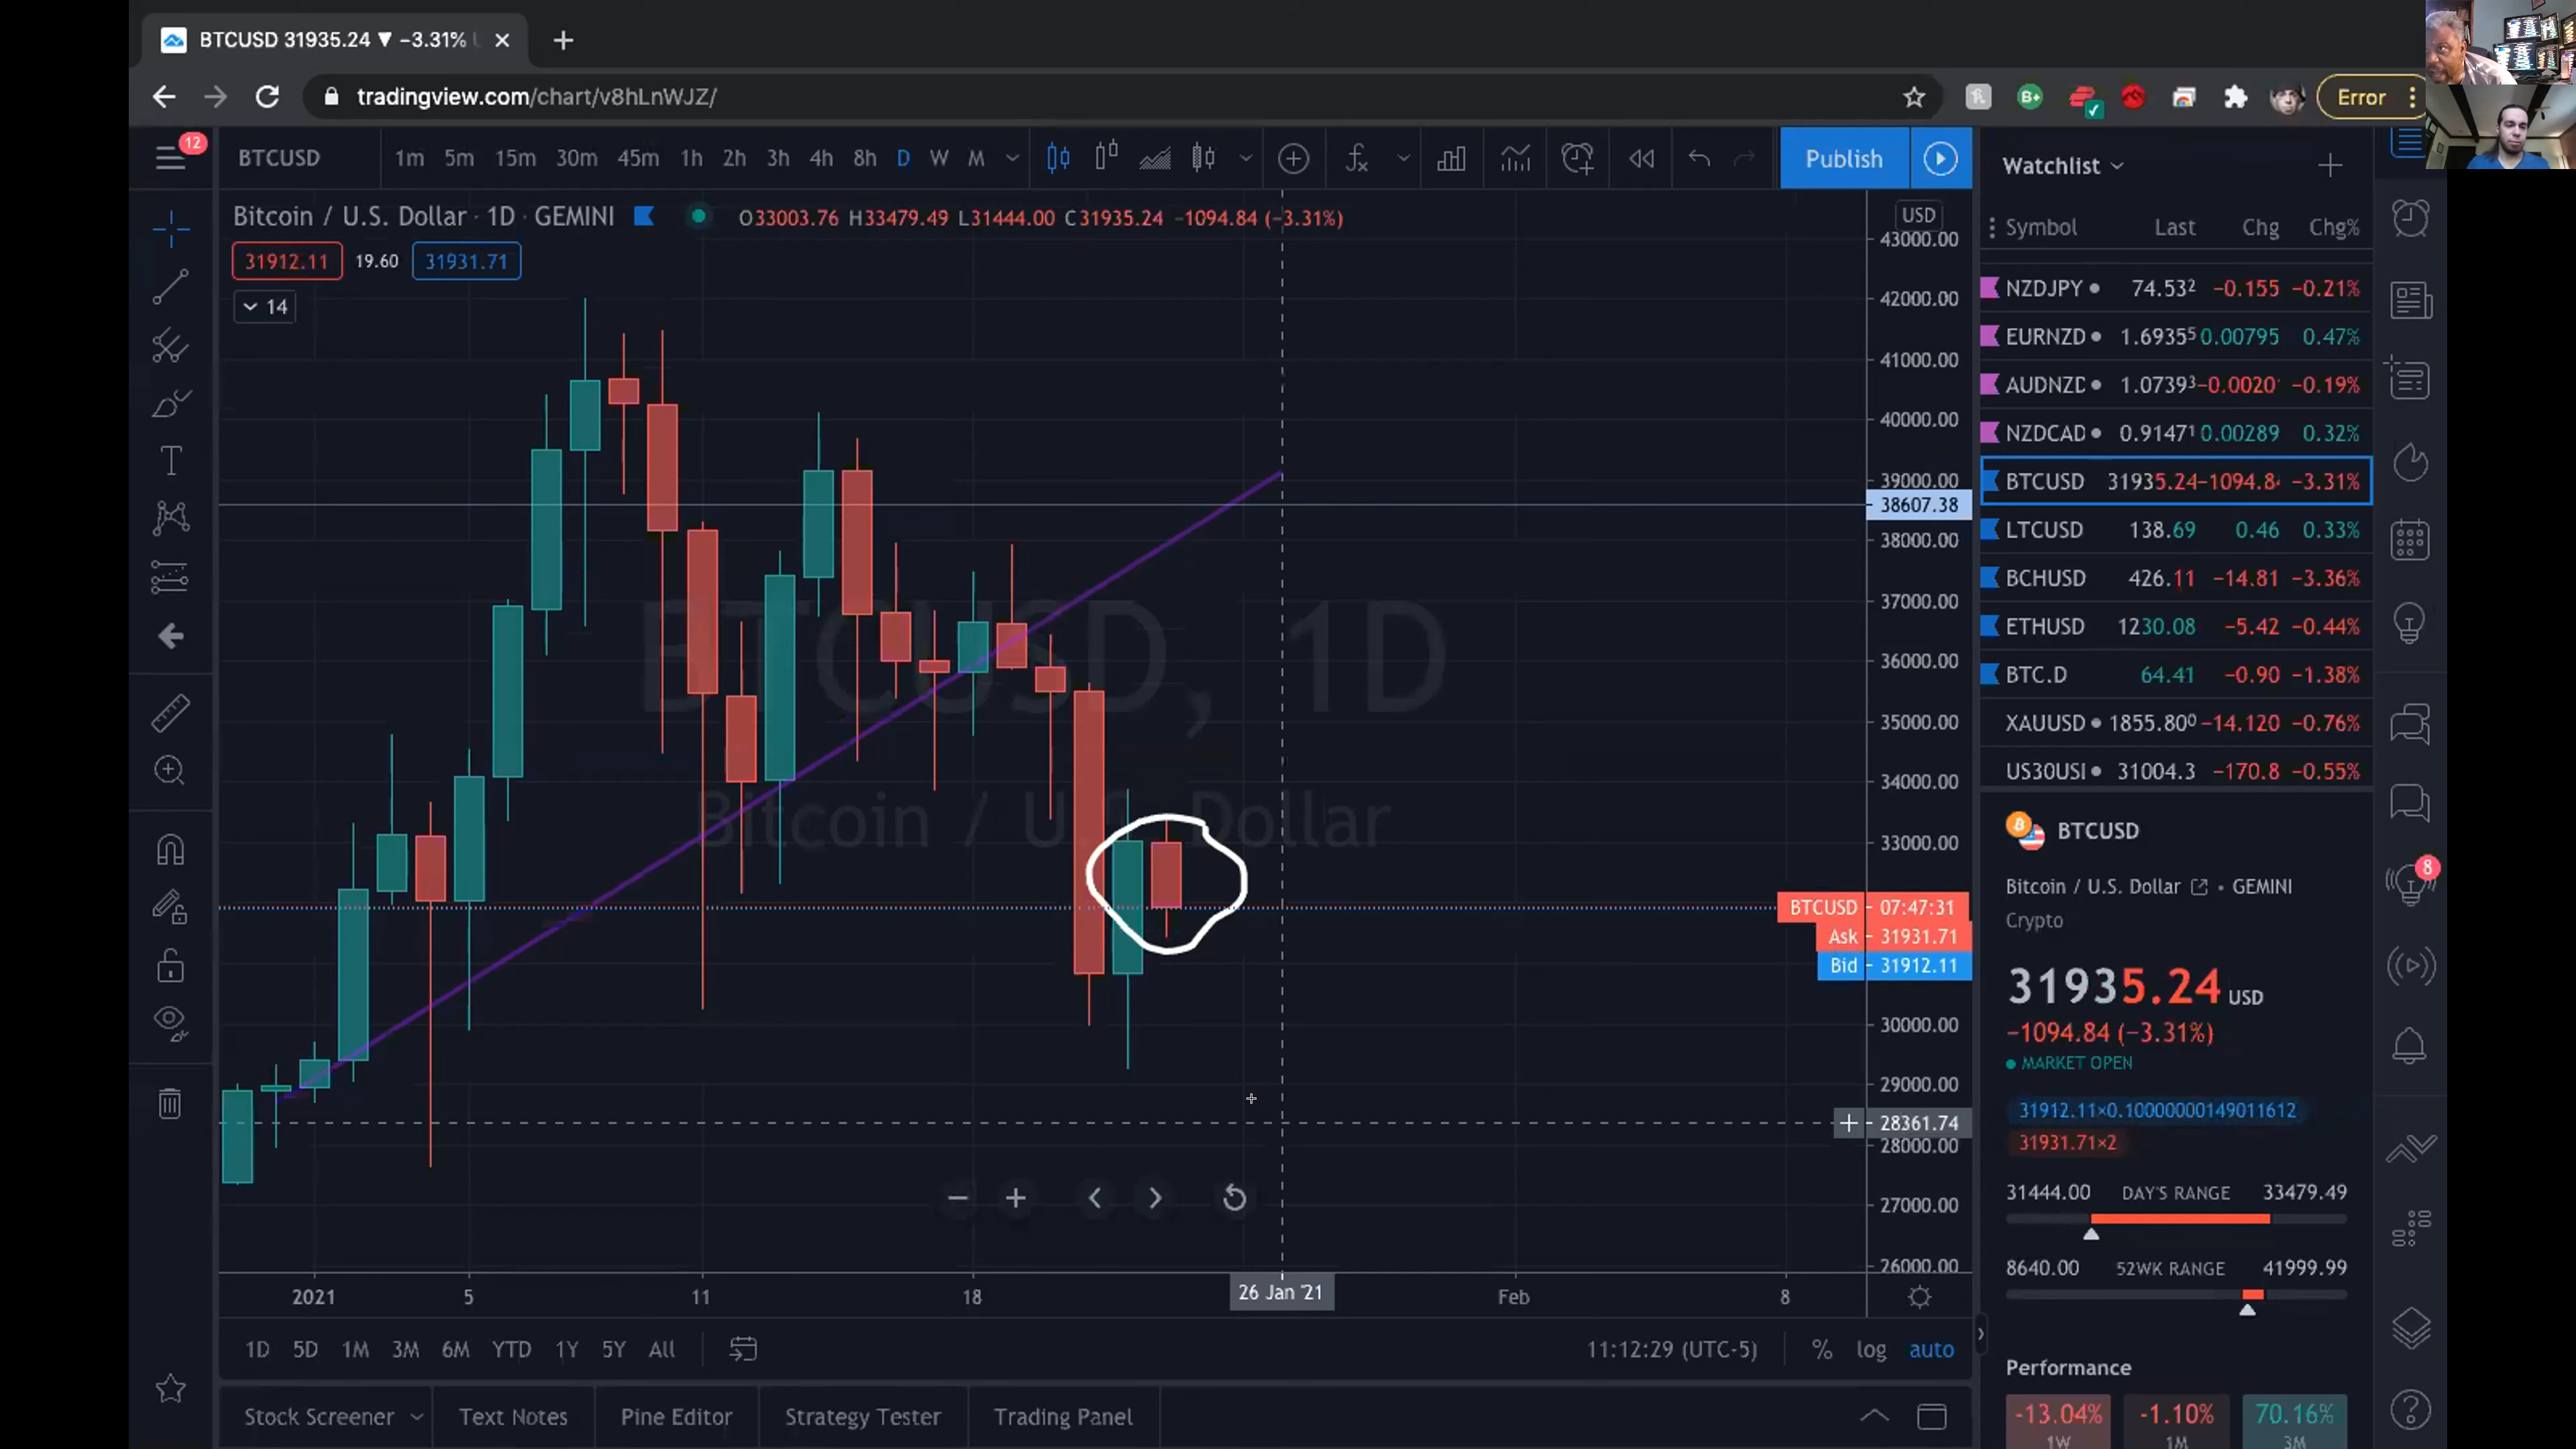 BTCUSD 31935.24 ▼ −3.31%
tradingview.com/chart/v8hLnWJZ/
Error
12
BTCUSD 1m 5m 15m 30m 45m 1h 2h 3h 4h 8h D W M
Publish
Bitcoin / U.S. Dollar · 1D · GEMINI
O33003.76 H33479.49 L31444.00 C31935.24 −1094.84 (−3.31%)
31912.11 19.60 31931.71
14
BTCUSD, 1D
Bitcoin / U.S. Dollar
USD
43000.00
42000.00
41000.00
40000.00
39000.00
38607.38
38000.00
37000.00
36000.00
35000.00
34000.00
33000.00
BTCUSD 07:47:31
Ask 31931.71
Bid 31912.11
30000.00
29000.00
28361.74
28000.00
27000.00
26000.00
2021 5 11 18 26 Jan '21 Feb 8
1D 5D 1M 3M 6M YTD 1Y 5Y All
11:12:29 (UTC-5) % log auto
Stock Screener Text Notes Pine Editor Strategy Tester Trading Panel
Watchlist
Symbol Last Chg Chg%
NZDJPY 74.532 −0.155 −0.21%
EURNZD 1.69355 0.00795 0.47%
AUDNZD 1.07393 −0.0020 −0.19%
NZDCAD 0.91471 0.00289 0.32%
BTCUSD 31935.24 −1094.84 −3.31%
LTCUSD 138.69 0.46 0.33%
BCHUSD 426.11 −14.81 −3.36%
ETHUSD 1230.08 −5.42 −0.44%
BTC.D 64.41 −0.90 −1.38%
XAUUSD 1855.800 −14.120 −0.76%
US30USI 31004.3 −170.8 −0.55%
BTCUSD
Bitcoin / U.S. Dollar • GEMINI
Crypto
31935.24 USD
−1094.84 (−3.31%)
MARKET OPEN
31912.11×0.10000000149011612
31931.71×2
31444.00 DAY'S RANGE 33479.49
8640.00 52WK RANGE 41999.99
Performance
-13.04% -1.10% 70.16%
1W 1M 3M
8